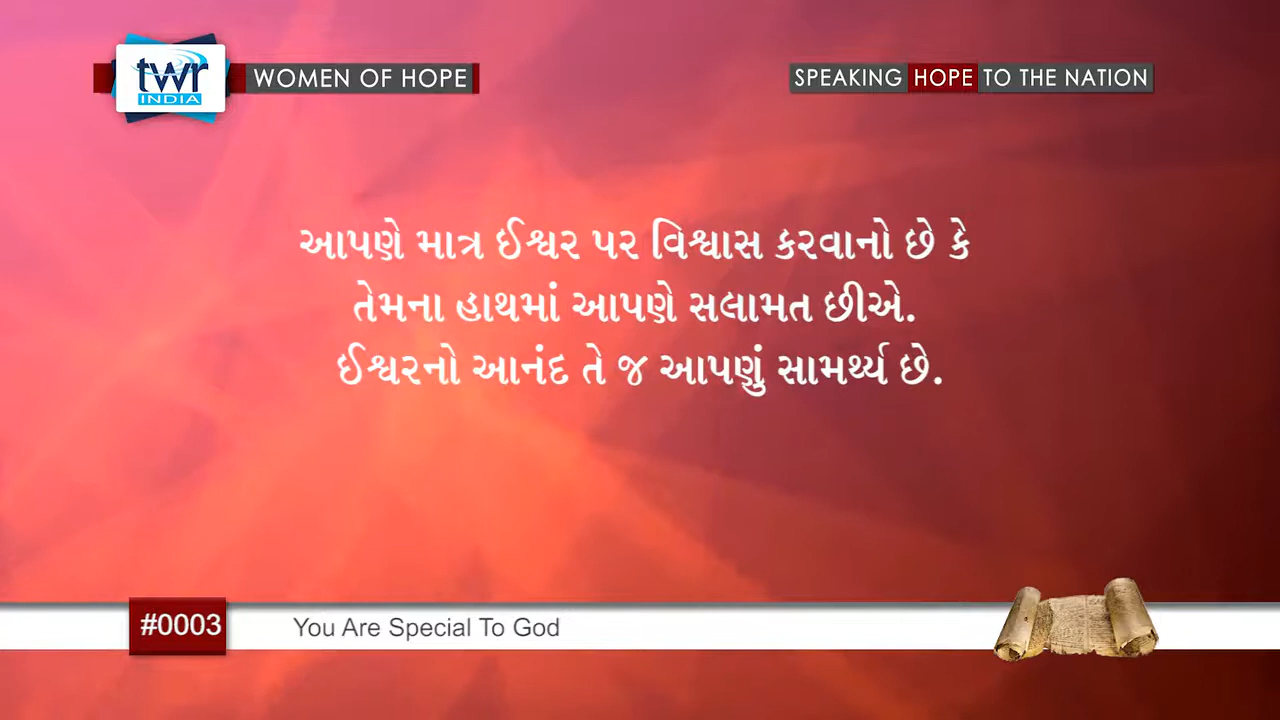 twr
INDIA
WOMEN OF HOPE
SPEAKING HOPE TO THE NATION
આપણે માત્ર ઈશ્વર પર વિશ્વાસ કરવાનો છે કે
તેમના હાથમાં આપણે સલામત છીએ.
ઈશ્વરનો આનંદ તે જ આપણું સામર્થ્ય છે.
#0003
You Are Special To God